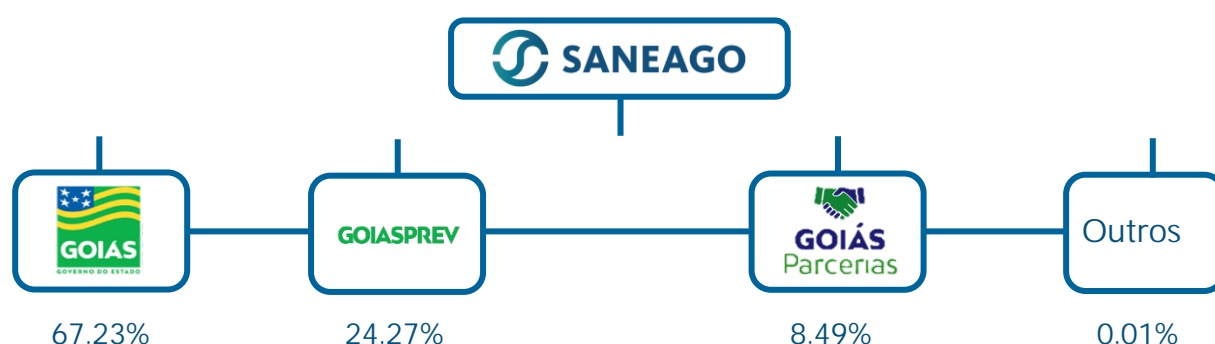 SANEAGO
GOIÁS
GOVERNO DO ESTADO
GOIASPREV
GOIÁS
Parcerias
Outros
67.23%
24.27%
8.49%
0.01%